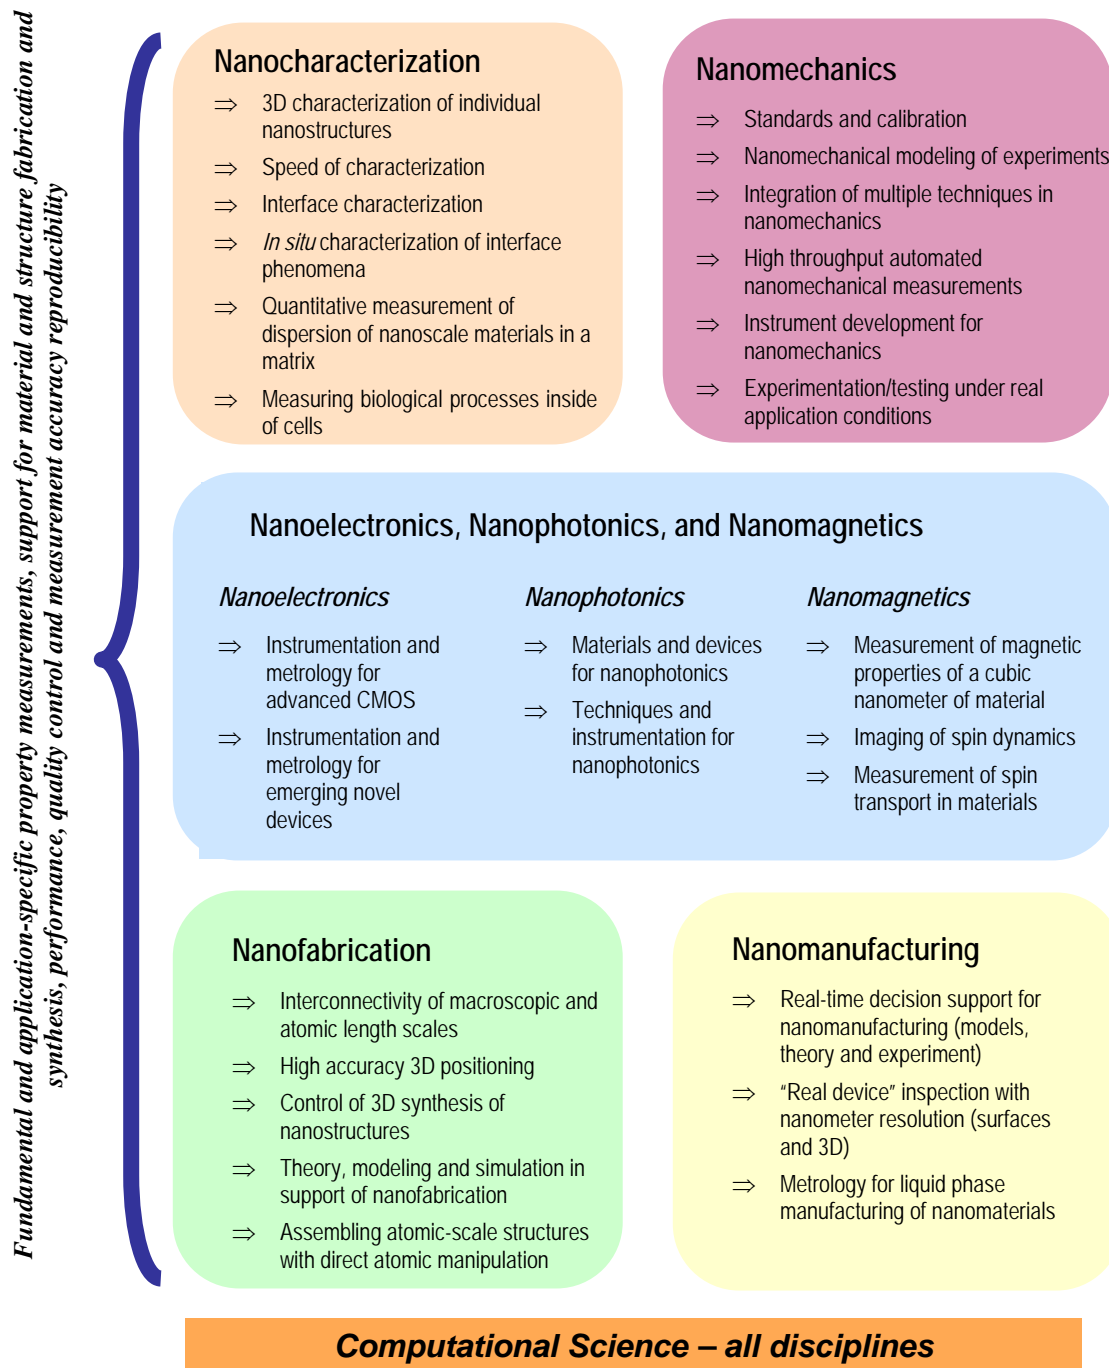 Fundamental and application-specific property measurements, support for material and structure fabrication and
synthesis, performance, quality control and measurement accuracy reproducibility
Nanocharacterization
⇒ 3D characterization of individual
nanostructures
⇒ Speed of characterization
⇒ Interface characterization
⇒ In situ characterization of interface
phenomena
⇒ Quantitative measurement of
dispersion of nanoscale materials in a
matrix
⇒ Measuring biological processes inside
of cells
Nanomechanics
⇒ Standards and calibration
⇒ Nanomechanical modeling of experiments
⇒ Integration of multiple techniques in
nanomechanics
⇒ High throughput automated
nanomechanical measurements
⇒ Instrument development for
nanomechanics
⇒ Experimentation/testing under real
application conditions
Nanoelectronics, Nanophotonics, and Nanomagnetics
Nanoelectronics
⇒ Instrumentation and
metrology for
advanced CMOS
⇒ Instrumentation and
metrology for
emerging novel
devices
Nanophotonics
⇒ Materials and devices
for nanophotonics
⇒ Techniques and
instrumentation for
nanophotonics
Nanomagnetics
⇒ Measurement of magnetic
properties of a cubic
nanometer of material
⇒ Imaging of spin dynamics
⇒ Measurement of spin
transport in materials
Nanofabrication
⇒ Interconnectivity of macroscopic and
atomic length scales
⇒ High accuracy 3D positioning
⇒ Control of 3D synthesis of
nanostructures
⇒ Theory, modeling and simulation in
support of nanofabrication
⇒ Assembling atomic-scale structures
with direct atomic manipulation
Nanomanufacturing
⇒ Real-time decision support for
nanomanufacturing (models,
theory and experiment)
⇒ “Real device” inspection with
nanometer resolution (surfaces
and 3D)
⇒ Metrology for liquid phase
manufacturing of nanomaterials
Computational Science – all disciplines